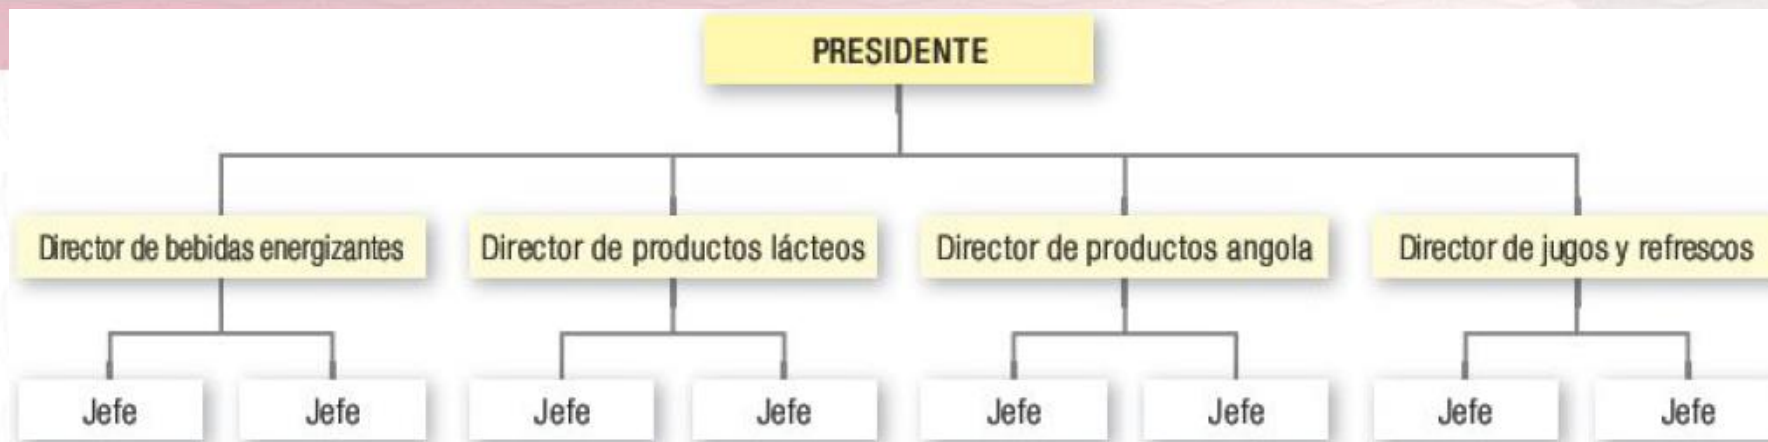 PRESIDENTE
Director de bebidas energizantes
Director de productos lácteos
Director de productos angola
Director de jugos y refrescos
Jefe
Jefe
Jefe
Jefe
Jefe
Jefe
Jefe
Jefe